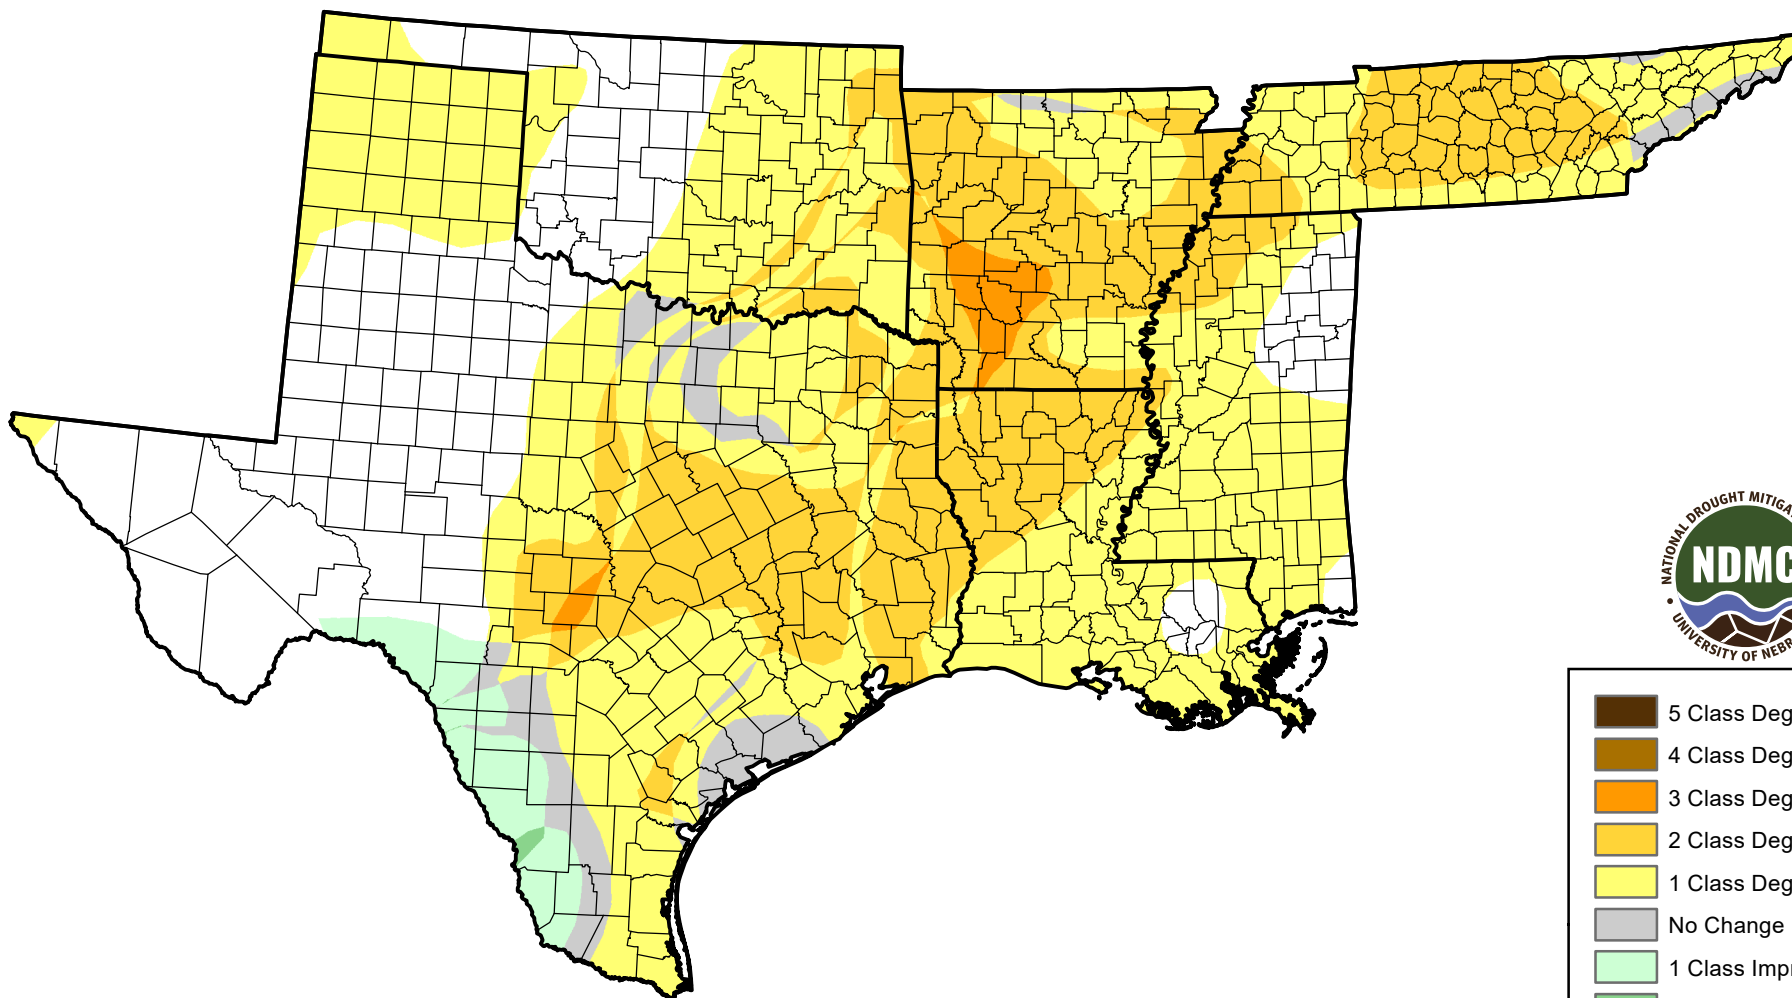 NATIONAL DROUGHT MITIGA
NDMC
UNIVERSITY OF NEBR
5 Class Deg
4 Class Deg
3 Class Deg
2 Class Deg
1 Class Deg
No Change
1 Class Impr